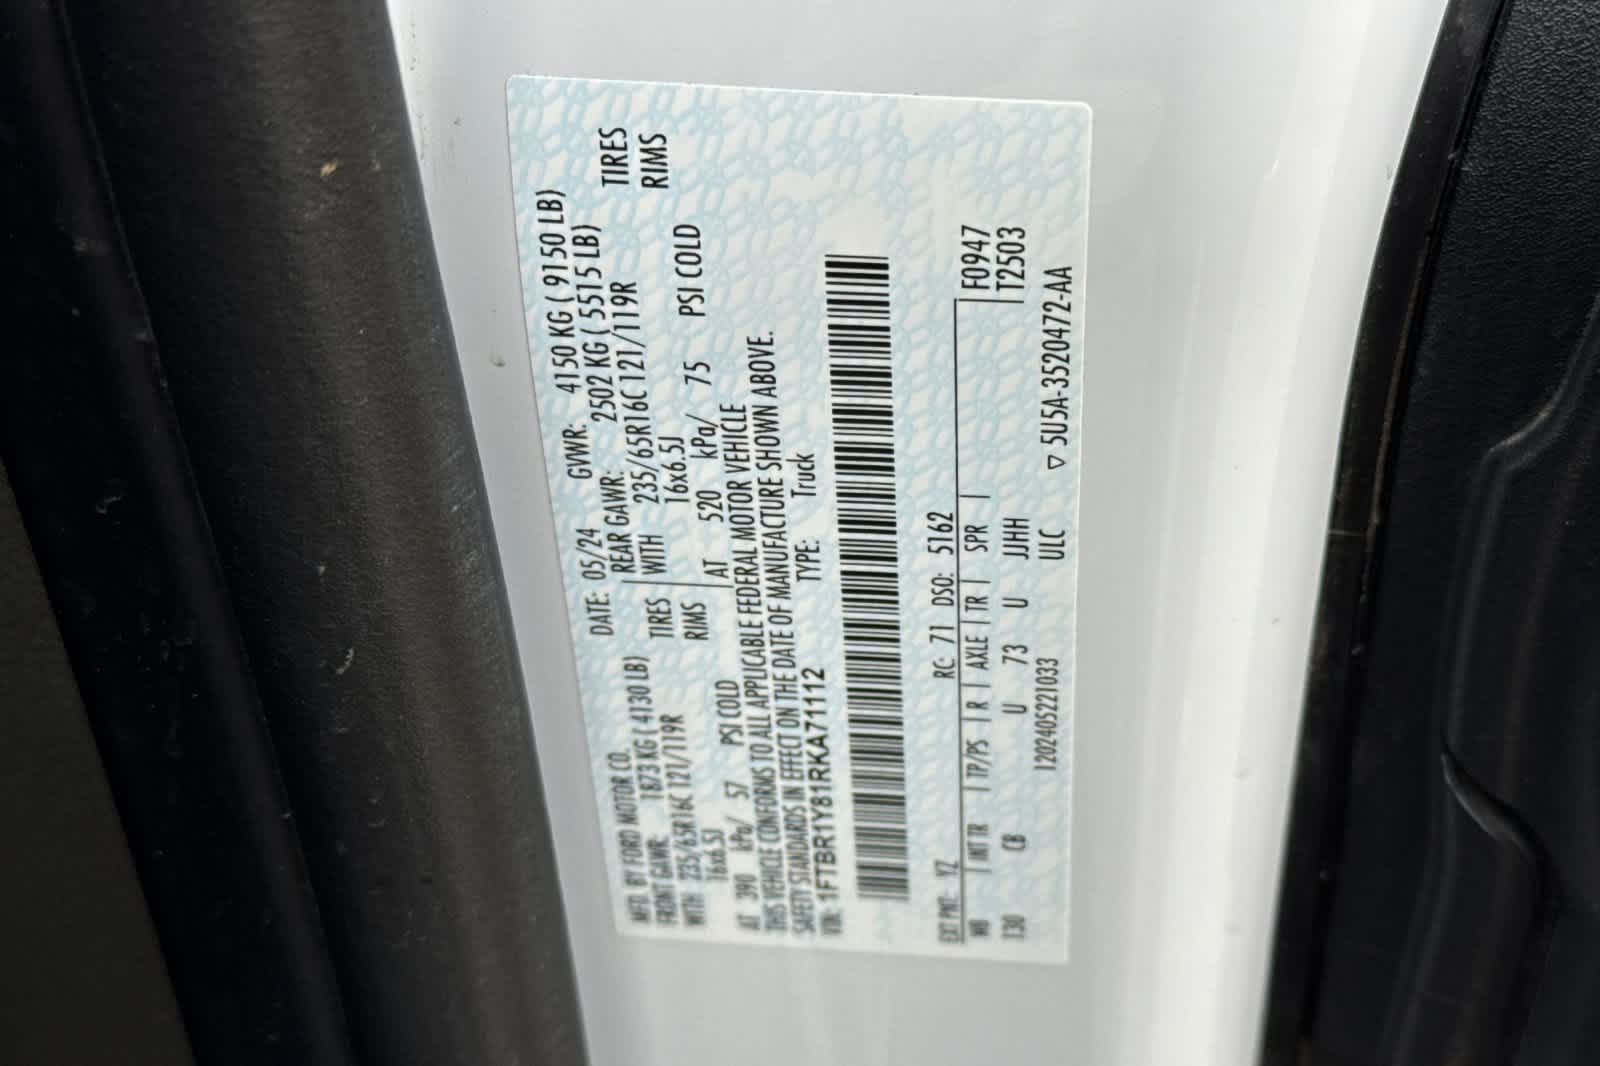 MFD. BY FORD MOTOR CO. DATE: 05/24 GVWR: 4150 KG ( 9150 LB)
FRONT GAWR: 1873 KG ( 4130 LB) REAR GAWR: 2502 KG ( 5515 LB)
WITH 235/65R16C 121/119R TIRES WITH 235/65R16C 121/119R TIRES
16x6.5J RIMS 16x6.5J RIMS
AT 390 kPa/ 57 PSI COLD AT 520 kPa/ 75 PSI COLD
THIS VEHICLE CONFORMS TO ALL APPLICABLE FEDERAL MOTOR VEHICLE
SAFETY STANDARDS IN EFFECT ON THE DATE OF MANUFACTURE SHOWN ABOVE.
VIN: 1FTBR1Y81RKA71112 TYPE: Truck
EXT PNT: YZ RC: 71 DSO: 5162
WB INT TR TP/PS R AXLE TR SPR F0947
130 CB U 73 U JJHH T2503
1202405221033 ULC ▽ 5U5A-3520472-AA